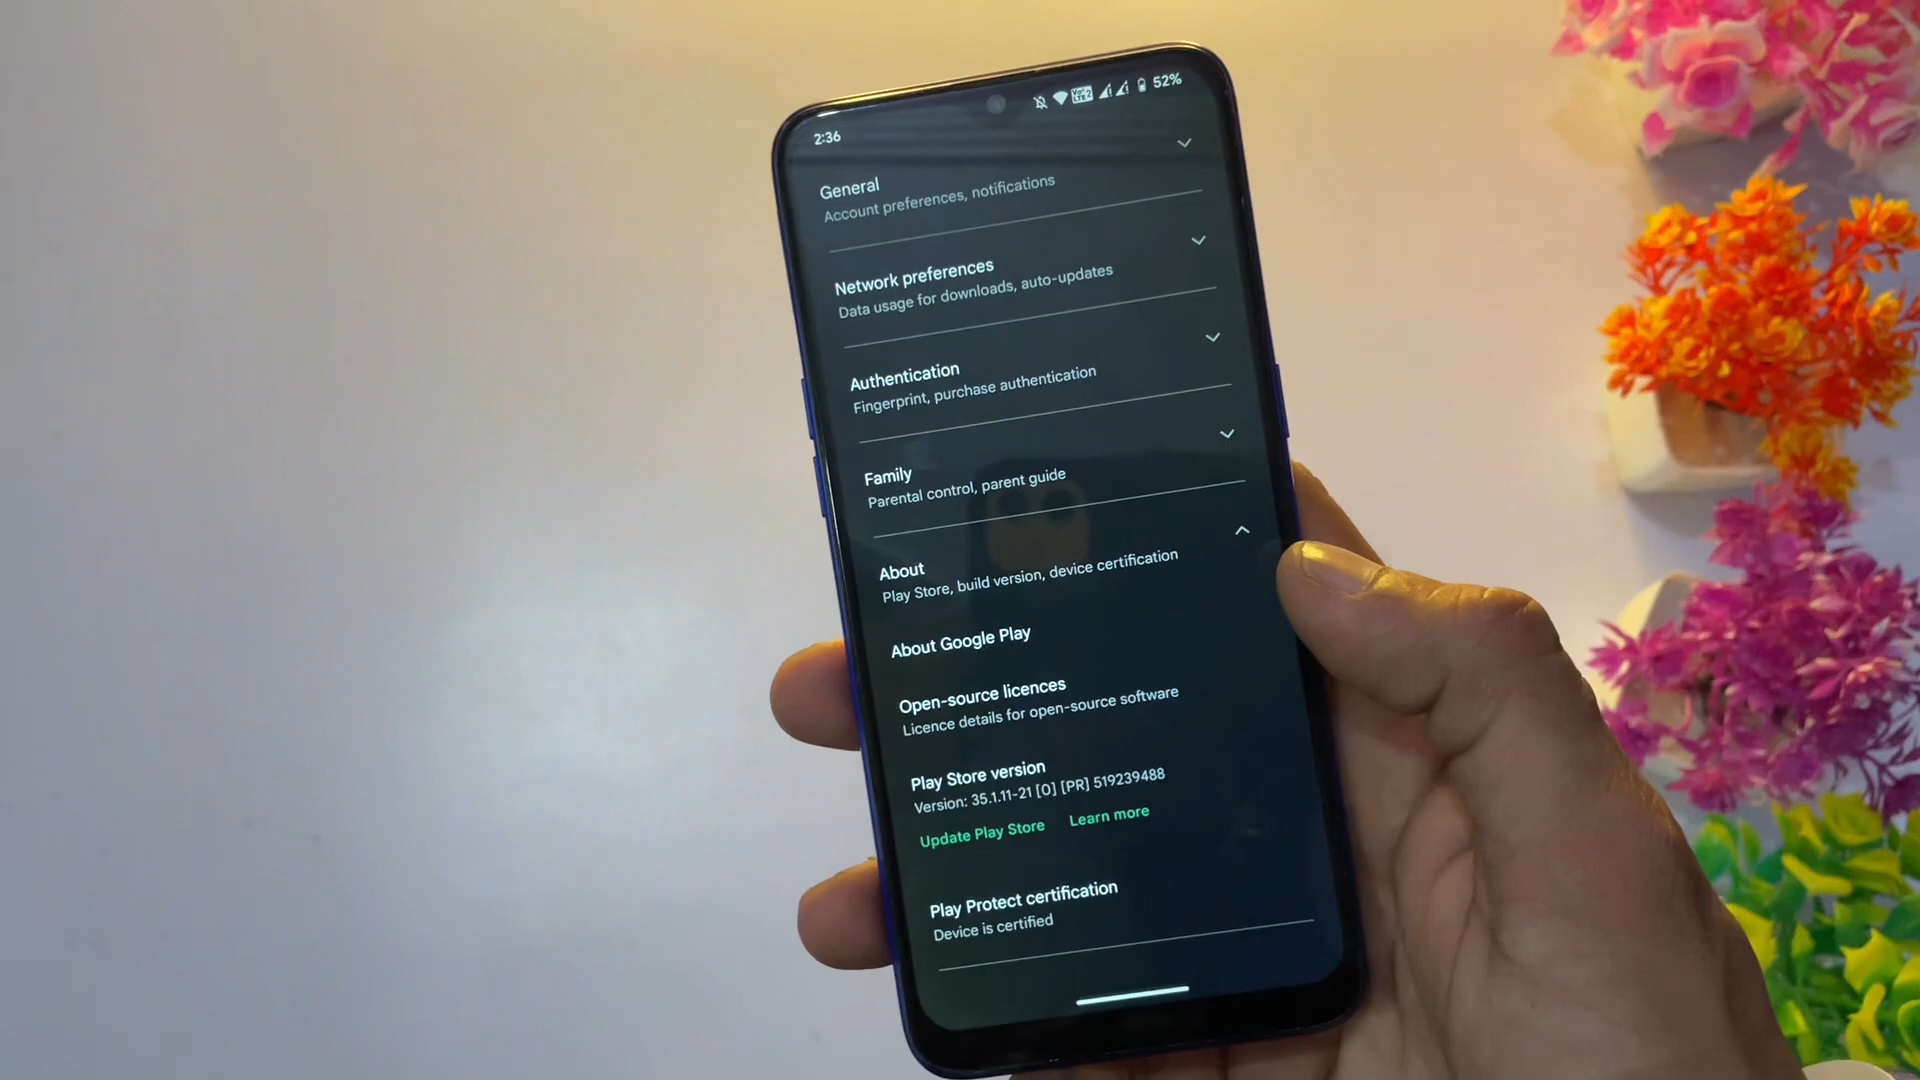 52%
2:36
General
Account preferences, notifications
Network preferences
Data usage for downloads, auto-updates
Authentication
Fingerprint, purchase authentication
Family
Parental control, parent guide
About
Play Store, build version, device certification
About Google Play
Open-source licences
Licence details for open-source software
Play Store version
Version: 35.1.11-21 [0] [PR] 519239488
Update Play Store Learn more
Play Protect certification
Device is certified